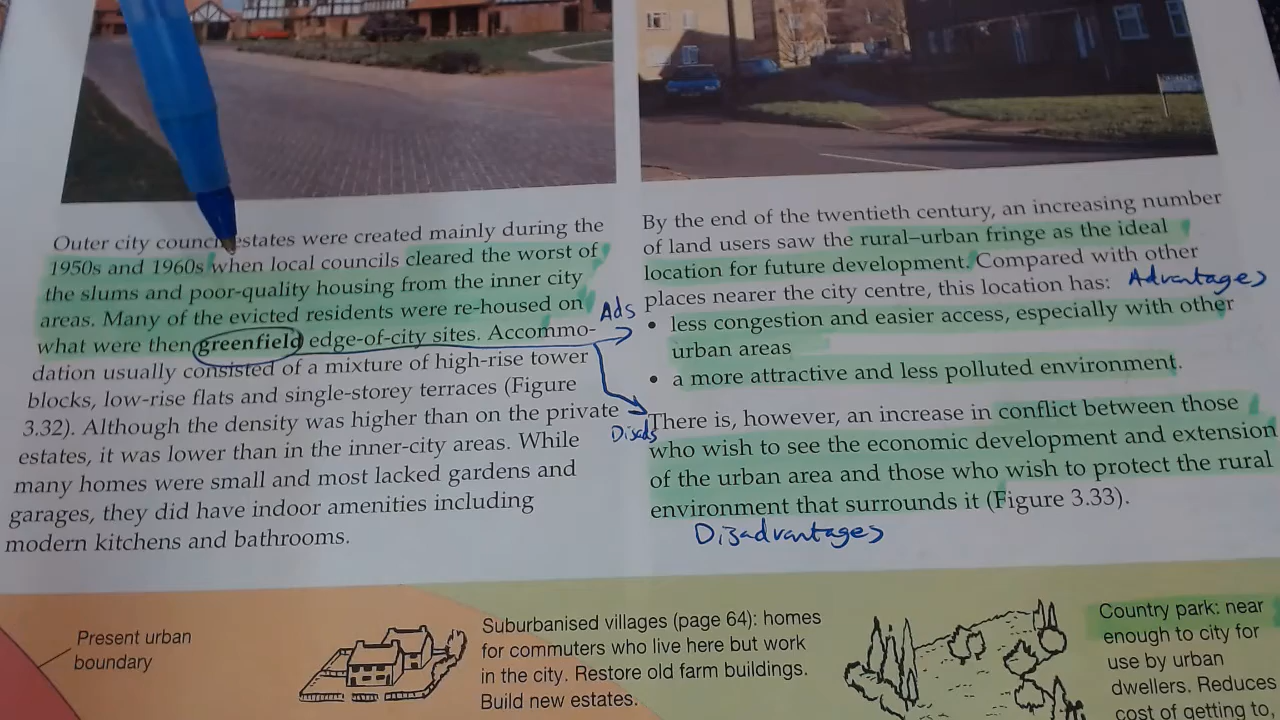 Outer city council estates were created mainly during the
1950s and 1960s when local councils cleared the worst of
the slums and poor-quality housing from the inner city
areas. Many of the evicted residents were re-housed on
what were then greenfield edge-of-city sites. Accommo-
dation usually consisted of a mixture of high-rise tower
blocks, low-rise flats and single-storey terraces (Figure
3.32). Although the density was higher than on the private
estates, it was lower than in the inner-city areas. While
many homes were small and most lacked gardens and
garages, they did have indoor amenities including
modern kitchens and bathrooms.
Ads
Disads
By the end of the twentieth century, an increasing number
of land users saw the rural–urban fringe as the ideal
location for future development. Compared with other
places nearer the city centre, this location has: Advantages
• less congestion and easier access, especially with other
urban areas
• a more attractive and less polluted environment.
There is, however, an increase in conflict between those
who wish to see the economic development and extension
of the urban area and those who wish to protect the rural
environment that surrounds it (Figure 3.33).
Disadvantages
Present urban
boundary
Suburbanised villages (page 64): homes
for commuters who live here but work
in the city. Restore old farm buildings.
Build new estates.
Country park: near
enough to city for
use by urban
dwellers. Reduces
cost of getting to,